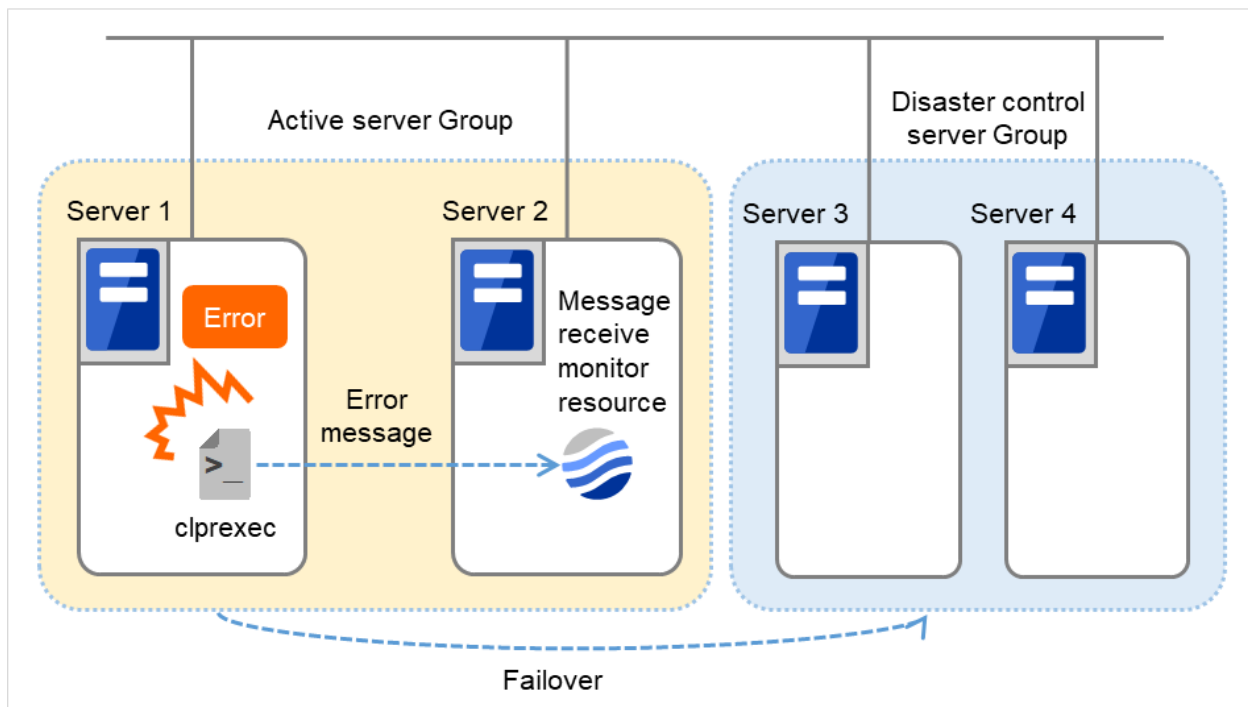 Active server Group
Disaster control
server Group
Server 1
Server 2
Server 3
Server 4
Error
Message
receive
monitor
resource
Error
message
>_
clprexec
Failover